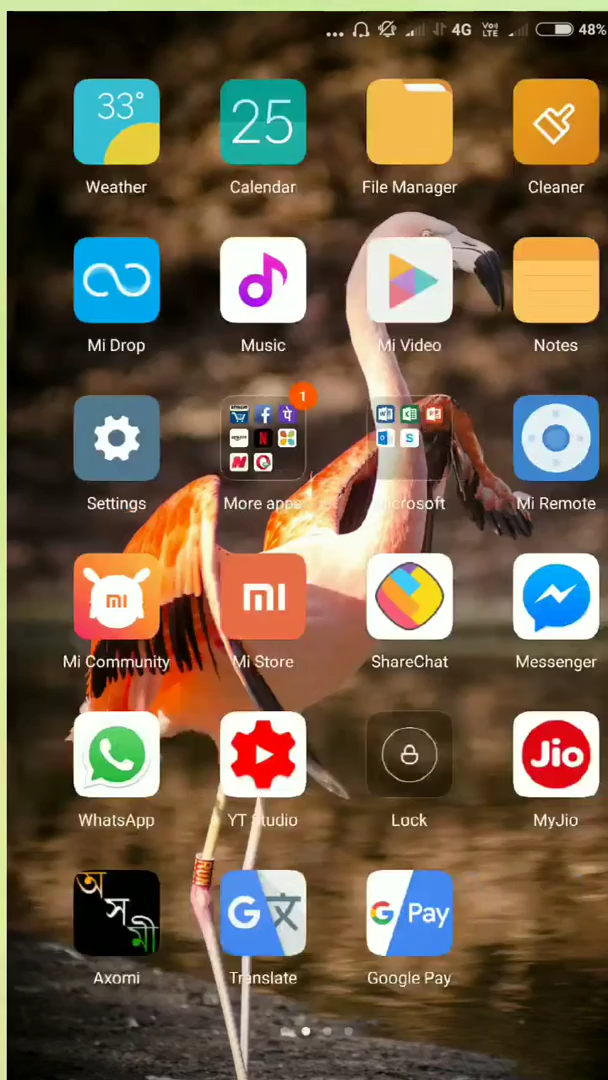 4G VoLTE 48%
33° 25
Weather Calendar File Manager Cleaner
Mi Drop Music Mi Video Notes
1
Settings More apps Microsoft Mi Remote
mi mi
Mi Community Mi Store ShareChat Messenger
Jio
WhatsApp YT Studio Lock MyJio
অ
স G 文 G Pay
মী
Axomi Translate Google Pay